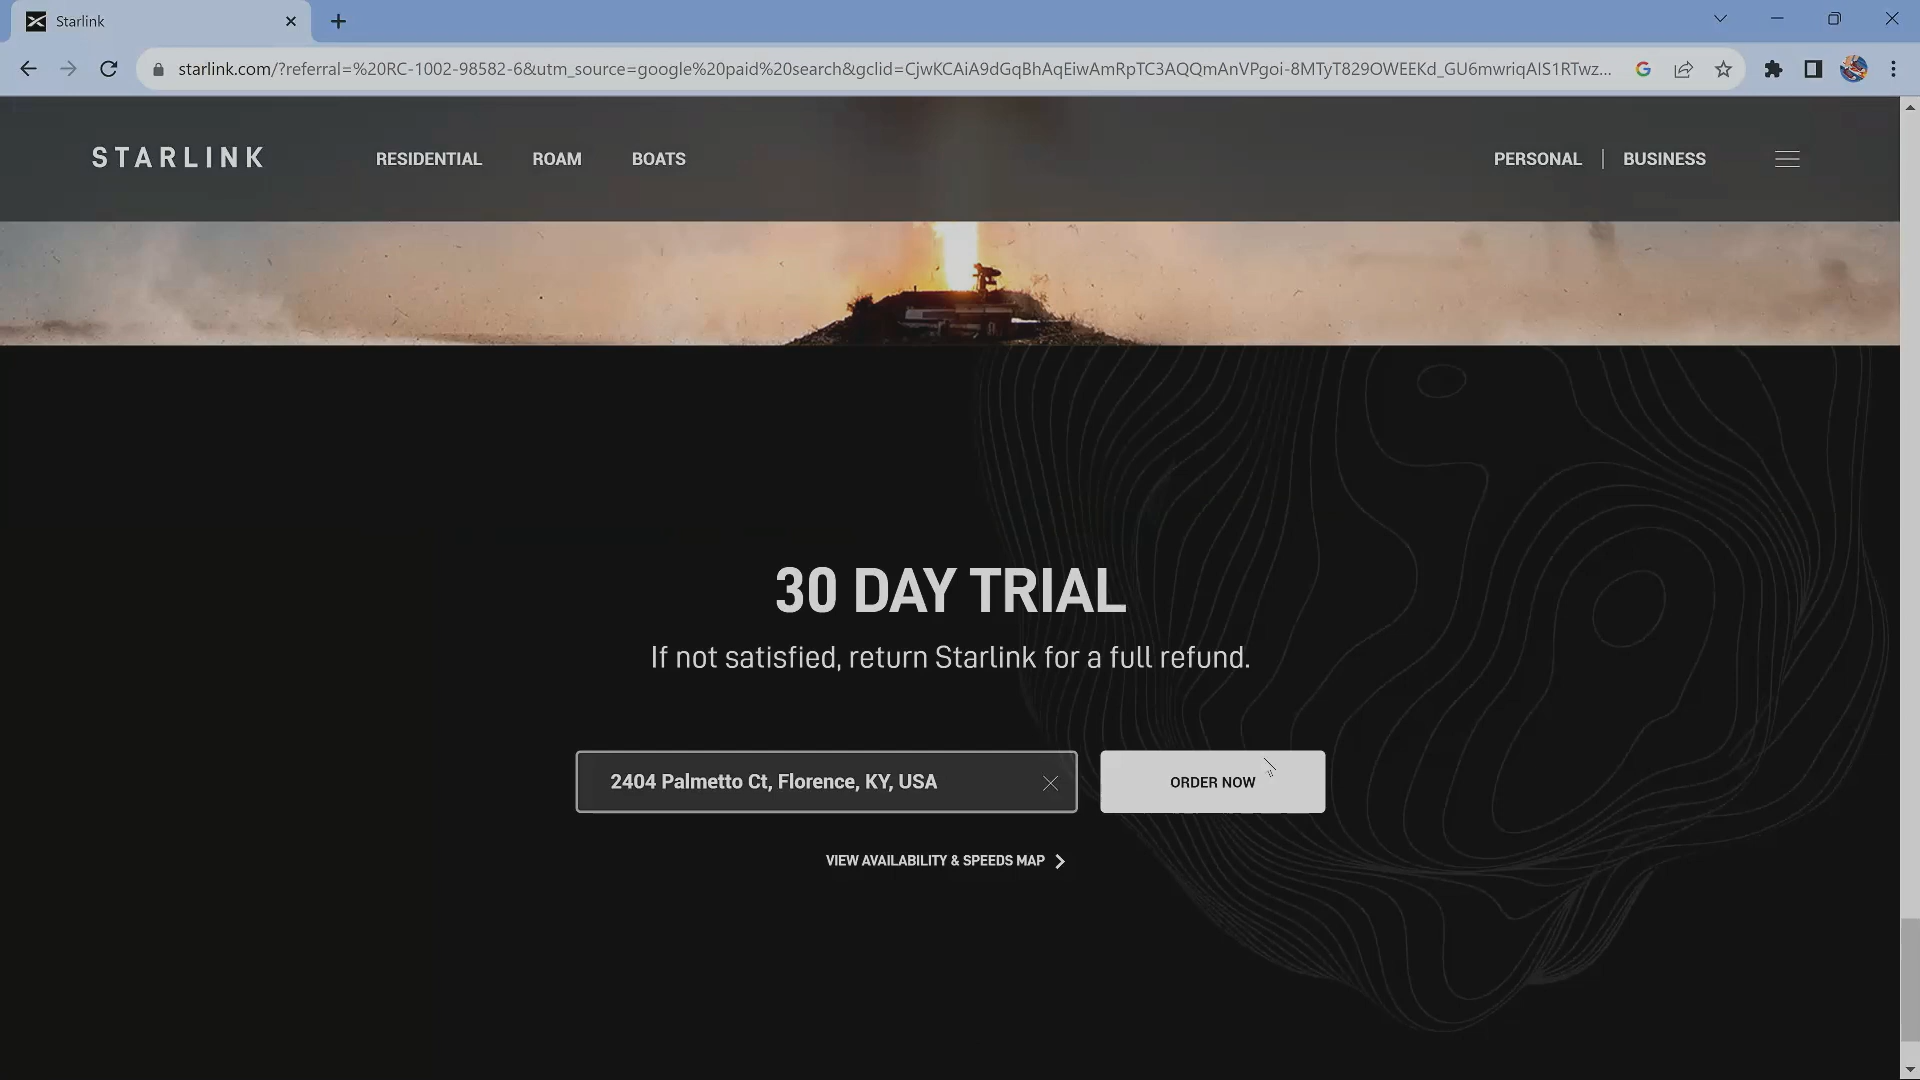 Starlink
starlink.com/?referral=%20RC-1002-98582-6&utm_source=google%20paid%20search&gclid=CjwKCAiA9dGqBhAqEiwAmRpTC3AQQmAnVPgoi-8MTyT829OWEEKd_GU6mwriqAIS1RTwz...
STARLINK
RESIDENTIAL
ROAM
BOATS
PERSONAL
BUSINESS
30 DAY TRIAL
If not satisfied, return Starlink for a full refund.
2404 Palmetto Ct, Florence, KY, USA
ORDER NOW
VIEW AVAILABILITY & SPEEDS MAP